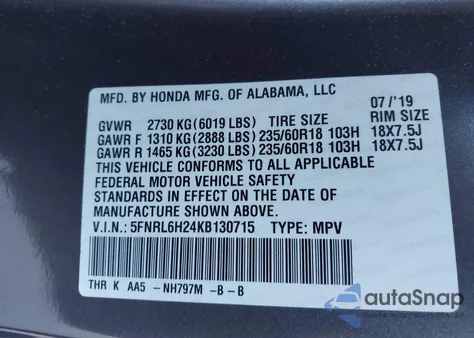 MFD. BY HONDA MFG. OF ALABAMA, LLC
07 /'19
GVWR 2730 KG(6019 LBS) TIRE SIZE RIM SIZE
GAWR F 1310 KG(2888 LBS) 235/60R18 103H 18X7.5J
GAWR R 1465 KG(3230 LBS) 235/60R18 103H 18X7.5J
THIS VEHICLE CONFORMS TO ALL APPLICABLE
FEDERAL MOTOR VEHICLE SAFETY
STANDARDS IN EFFECT ON THE DATE OF
MANUFACTURE SHOWN ABOVE.
V.I.N.:5FNRL6H24KB130715 TYPE: MPV
THR K AA5 -NH797M -B -B
autoSnap